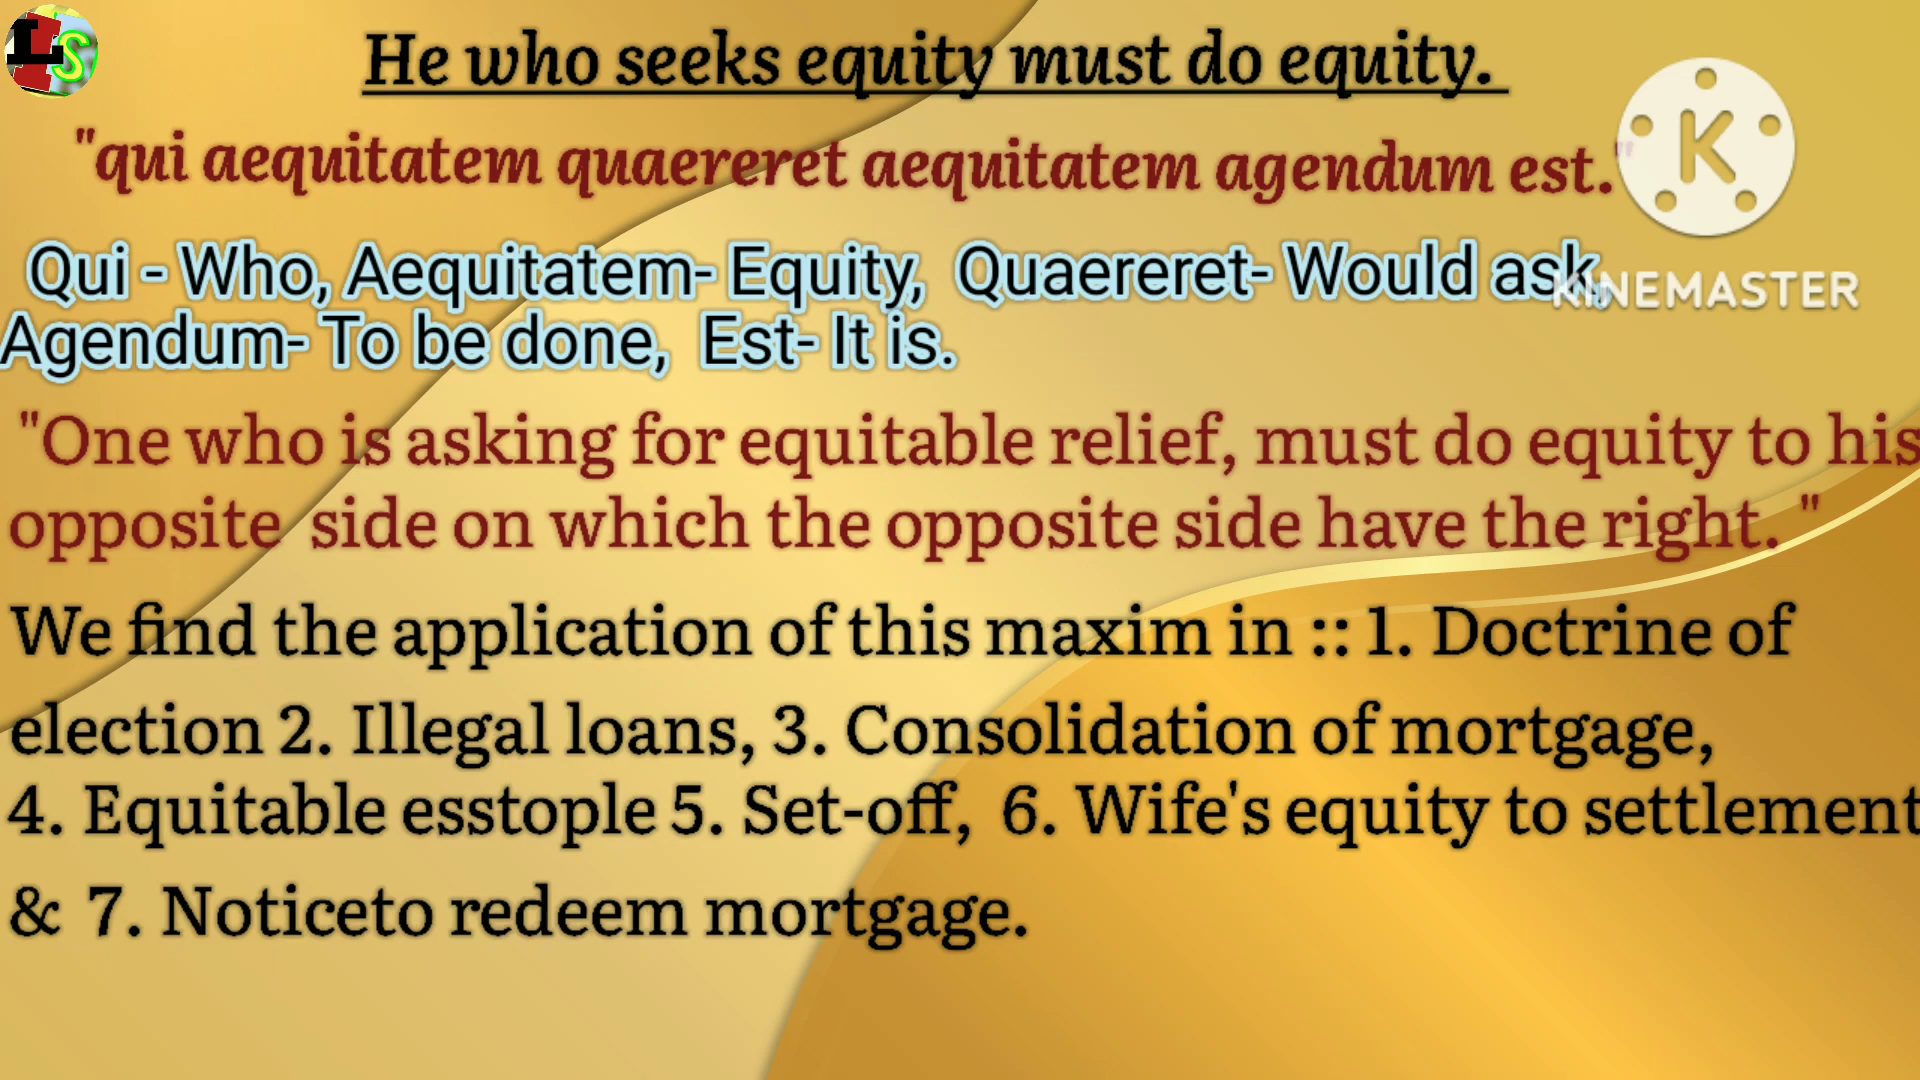 LS
He who seeks equity must do equity.
"qui aequitatem quaereret aequitatem agendum est."
K
Qui - Who, Aequitatem- Equity,  Quaereret- Would ask,
KINEMASTER
Agendum- To be done,  Est- It is.
"One who is asking for equitable relief, must do equity to his
opposite  side on which the opposite side have the right. "
We find the application of this maxim in :: 1. Doctrine of
election 2. Illegal loans, 3. Consolidation of mortgage,
4. Equitable esstople 5. Set-off,  6. Wife's equity to settlement
&  7. Noticeto redeem mortgage.